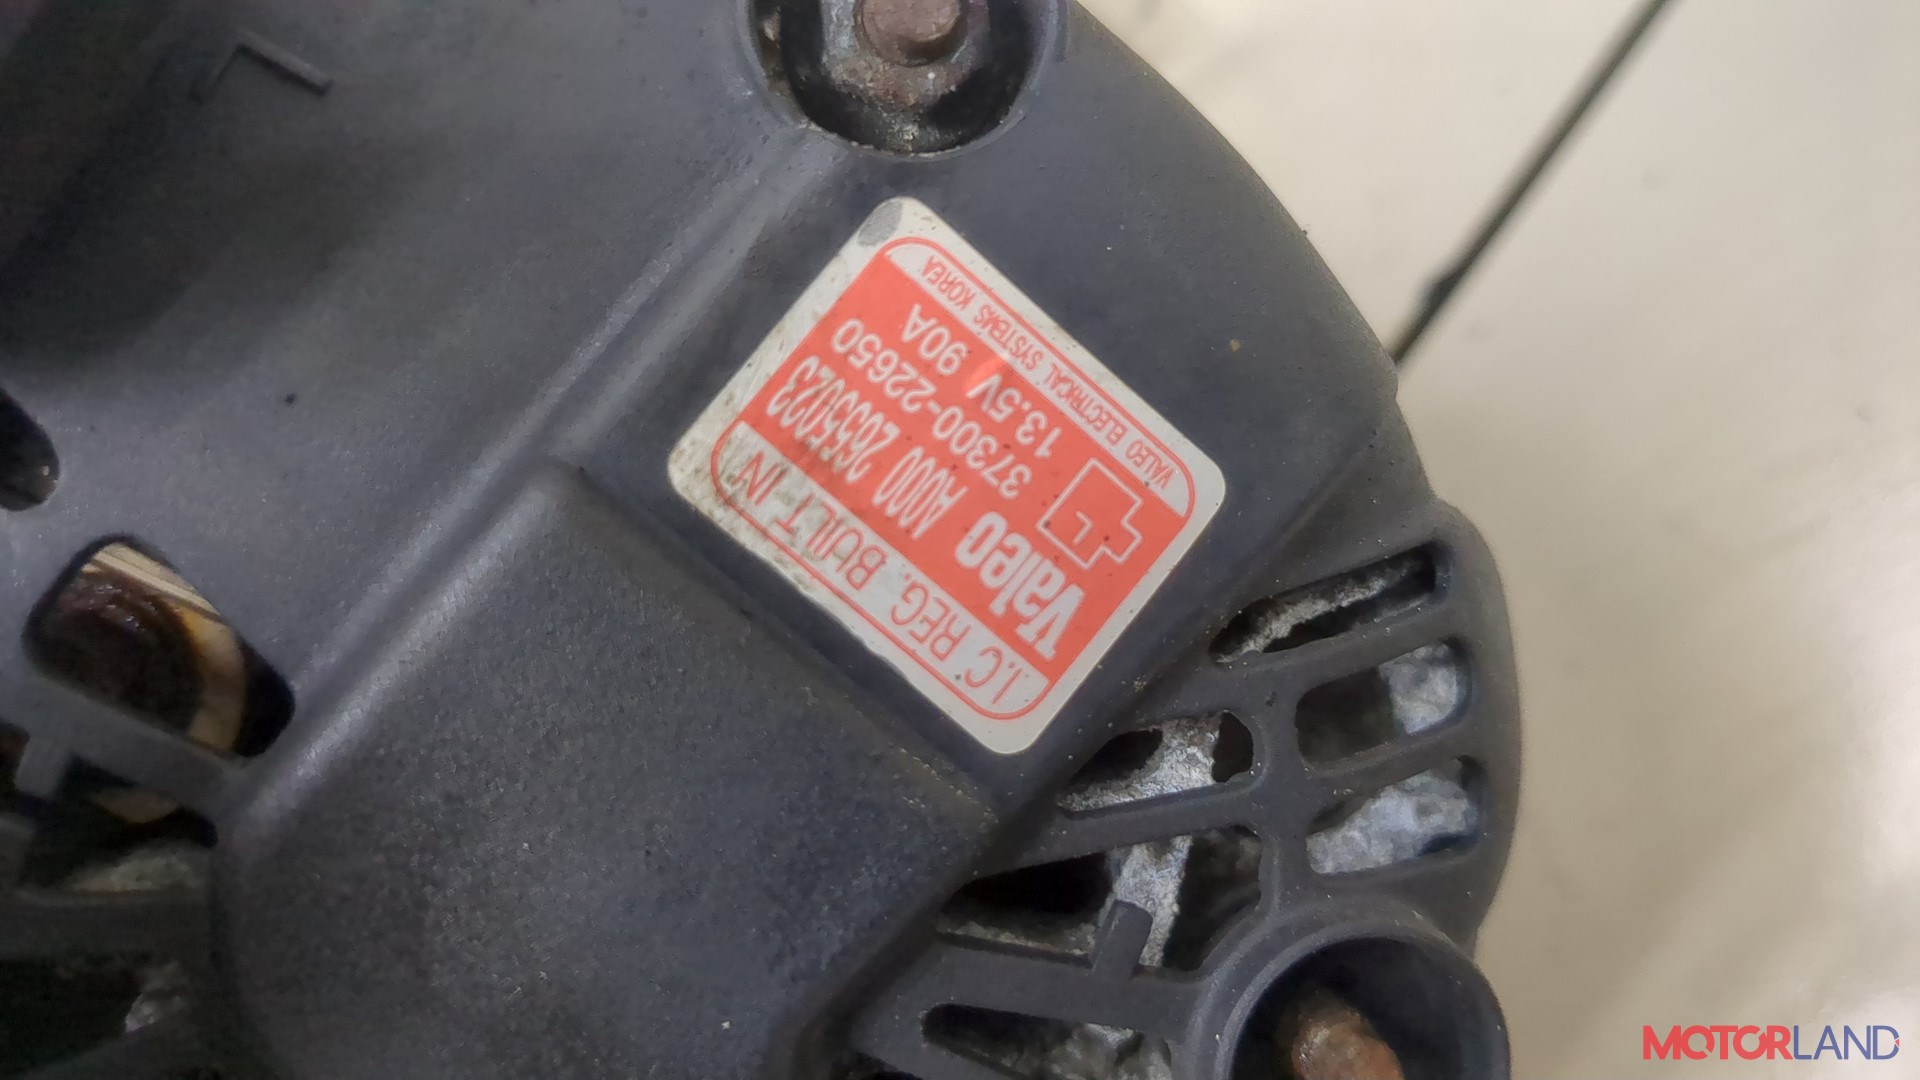 I.C REG. BUILT IN
Valeo A000 2655023
37300-22650
L 13.5V 90A
VALEO ELECTRICAL SYSTEMS KOREA
MOTORLAND